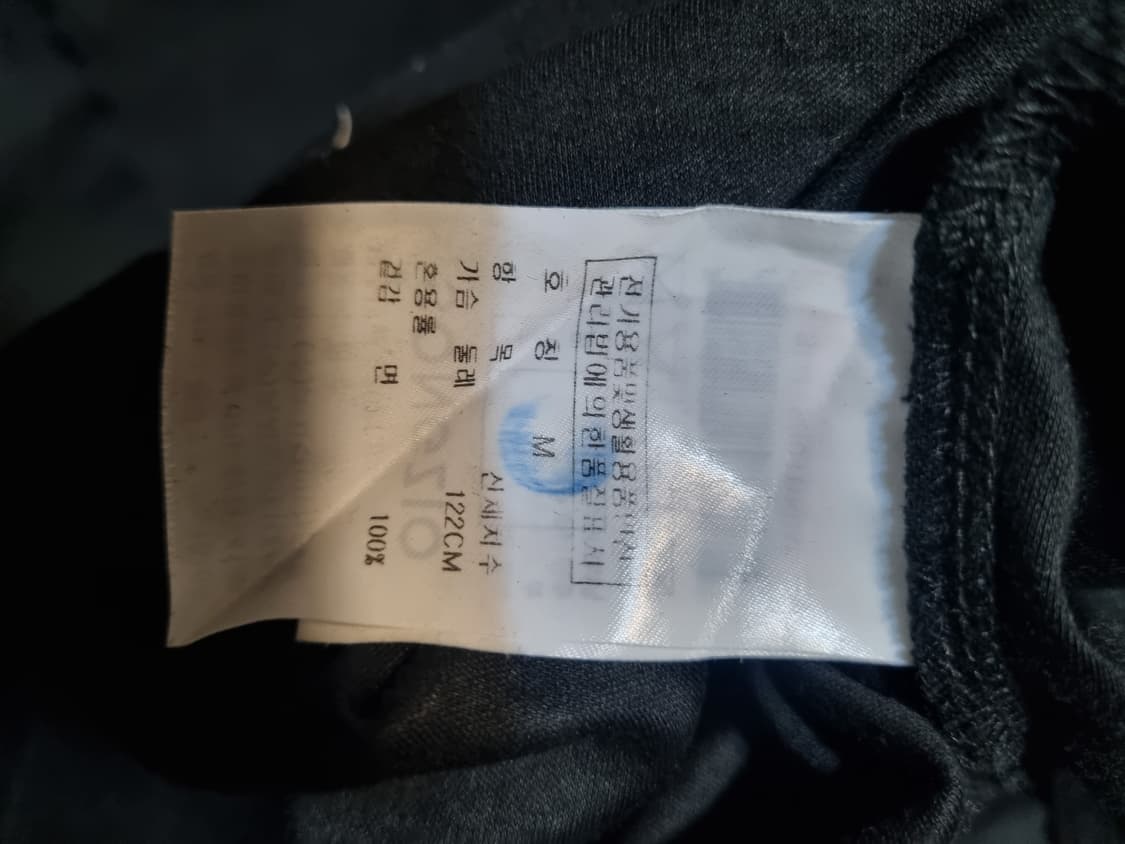 전기용품및생활용품안전
관리법에의한품질표시
호 칭 M
항 목 신체치수
가슴 둘레 122CM
혼용율
겉감 면 100%